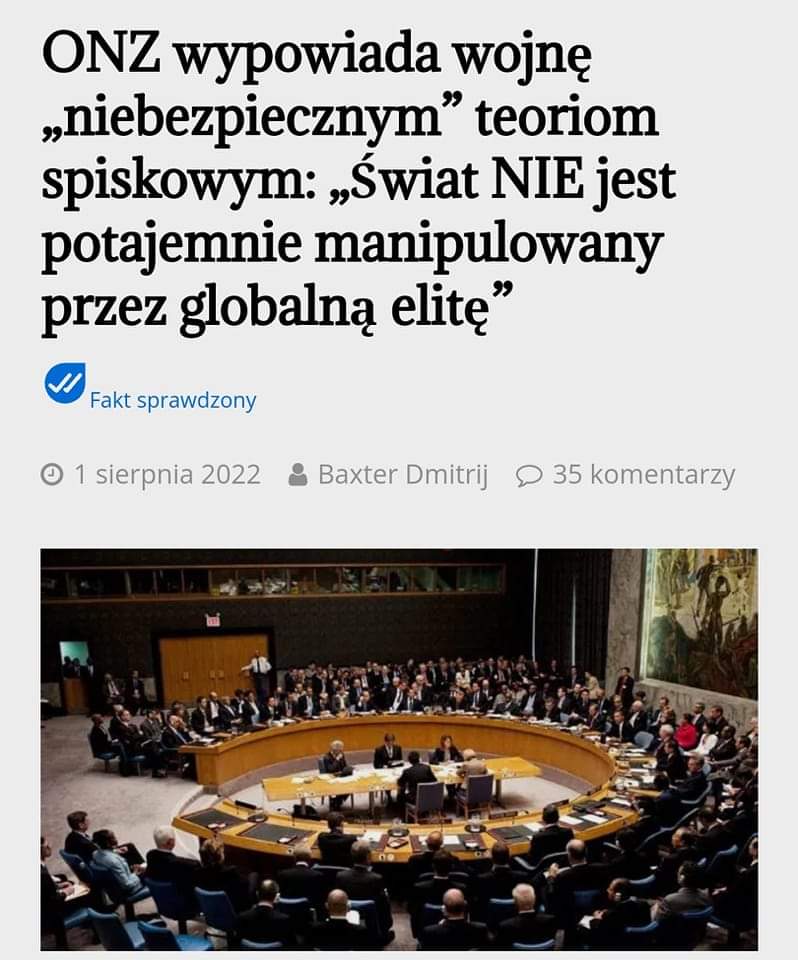 ONZ wypowiada wojnę
„niebezpiecznym” teoriom
spiskowym: „Świat NIE jest
potajemnie manipulowany
przez globalną elitę”
Fakt sprawdzony
1 sierpnia 2022 Baxter Dmitrij 35 komentarzy